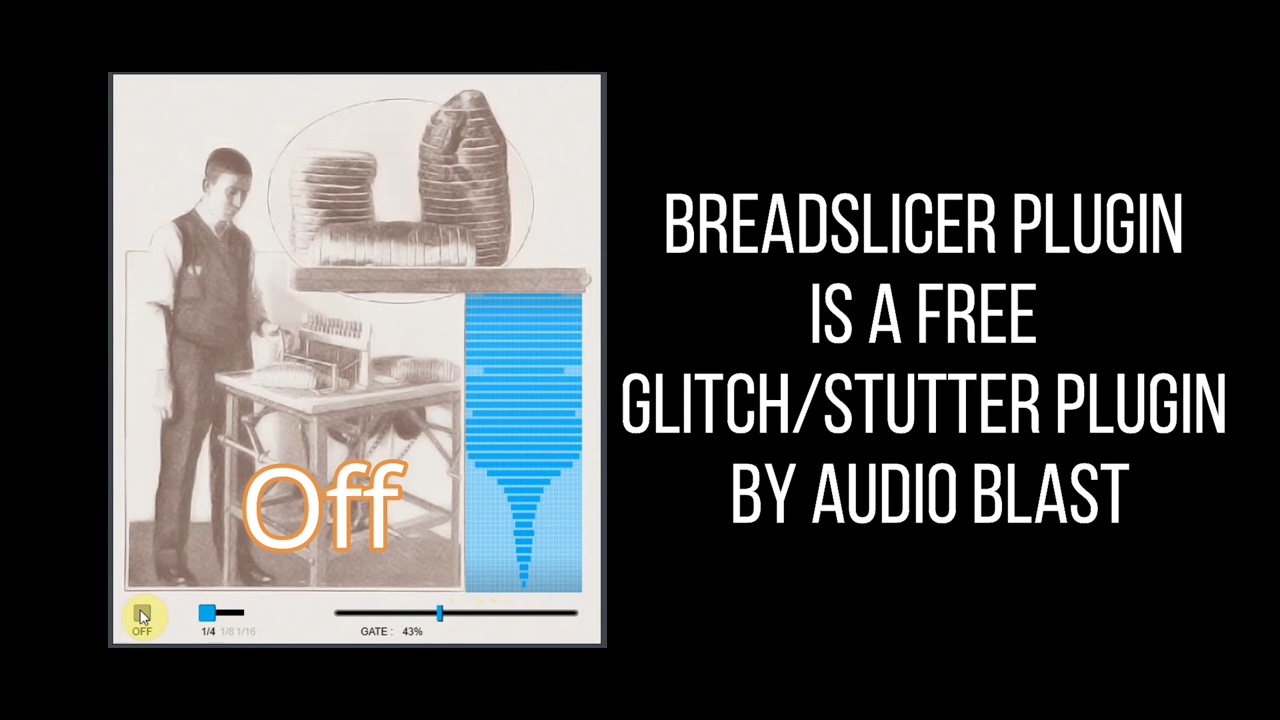 BREADSLICER PLUGIN
IS A FREE
GLITCH/STUTTER PLUGIN
BY AUDIO BLAST
Off
OFF
1/4 1/8 1/16
GATE : 43%